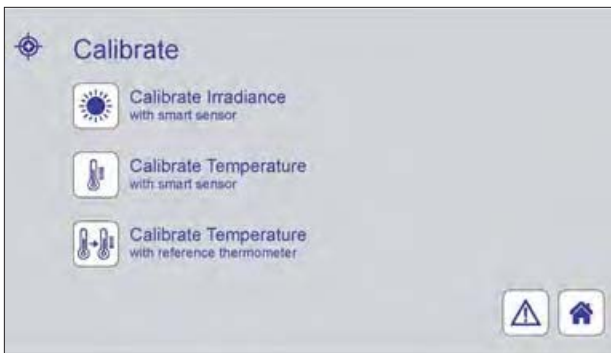 Calibrate
Calibrate Irradiance
with smart sensor
Calibrate Temperature
with smart sensor
Calibrate Temperature
with reference thermometer